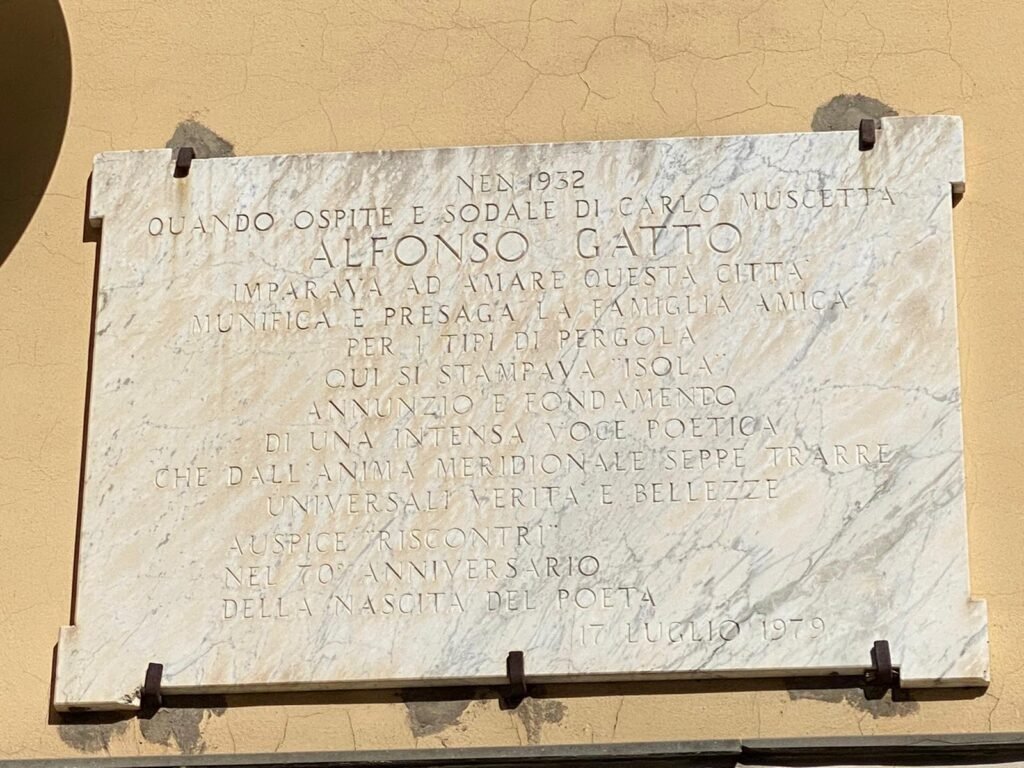 NEL 1932
QUANDO OSPITE E SODALE DI CARLO MUSCETTA
ALFONSO GATTO
IMPARAVA AD AMARE QUESTA CITTA'
MUNIFICA E PRESAGA LA FAMIGLIA AMICA
PER I TIPI DI PERGOLA
QUI SI STAMPAVA "ISOLA"
ANNUNZIO E FONDAMENTO
DI UNA INTENSA VOCE POETICA
CHE DALL'ANIMA MERIDIONALE SEPPE TRARRE
UNIVERSALI VERITA' E BELLEZZE
AUSPICE "RISCONTRI"
NEL 70° ANNIVERSARIO
DELLA NASCITA DEL POETA
17 LUGLIO 1979